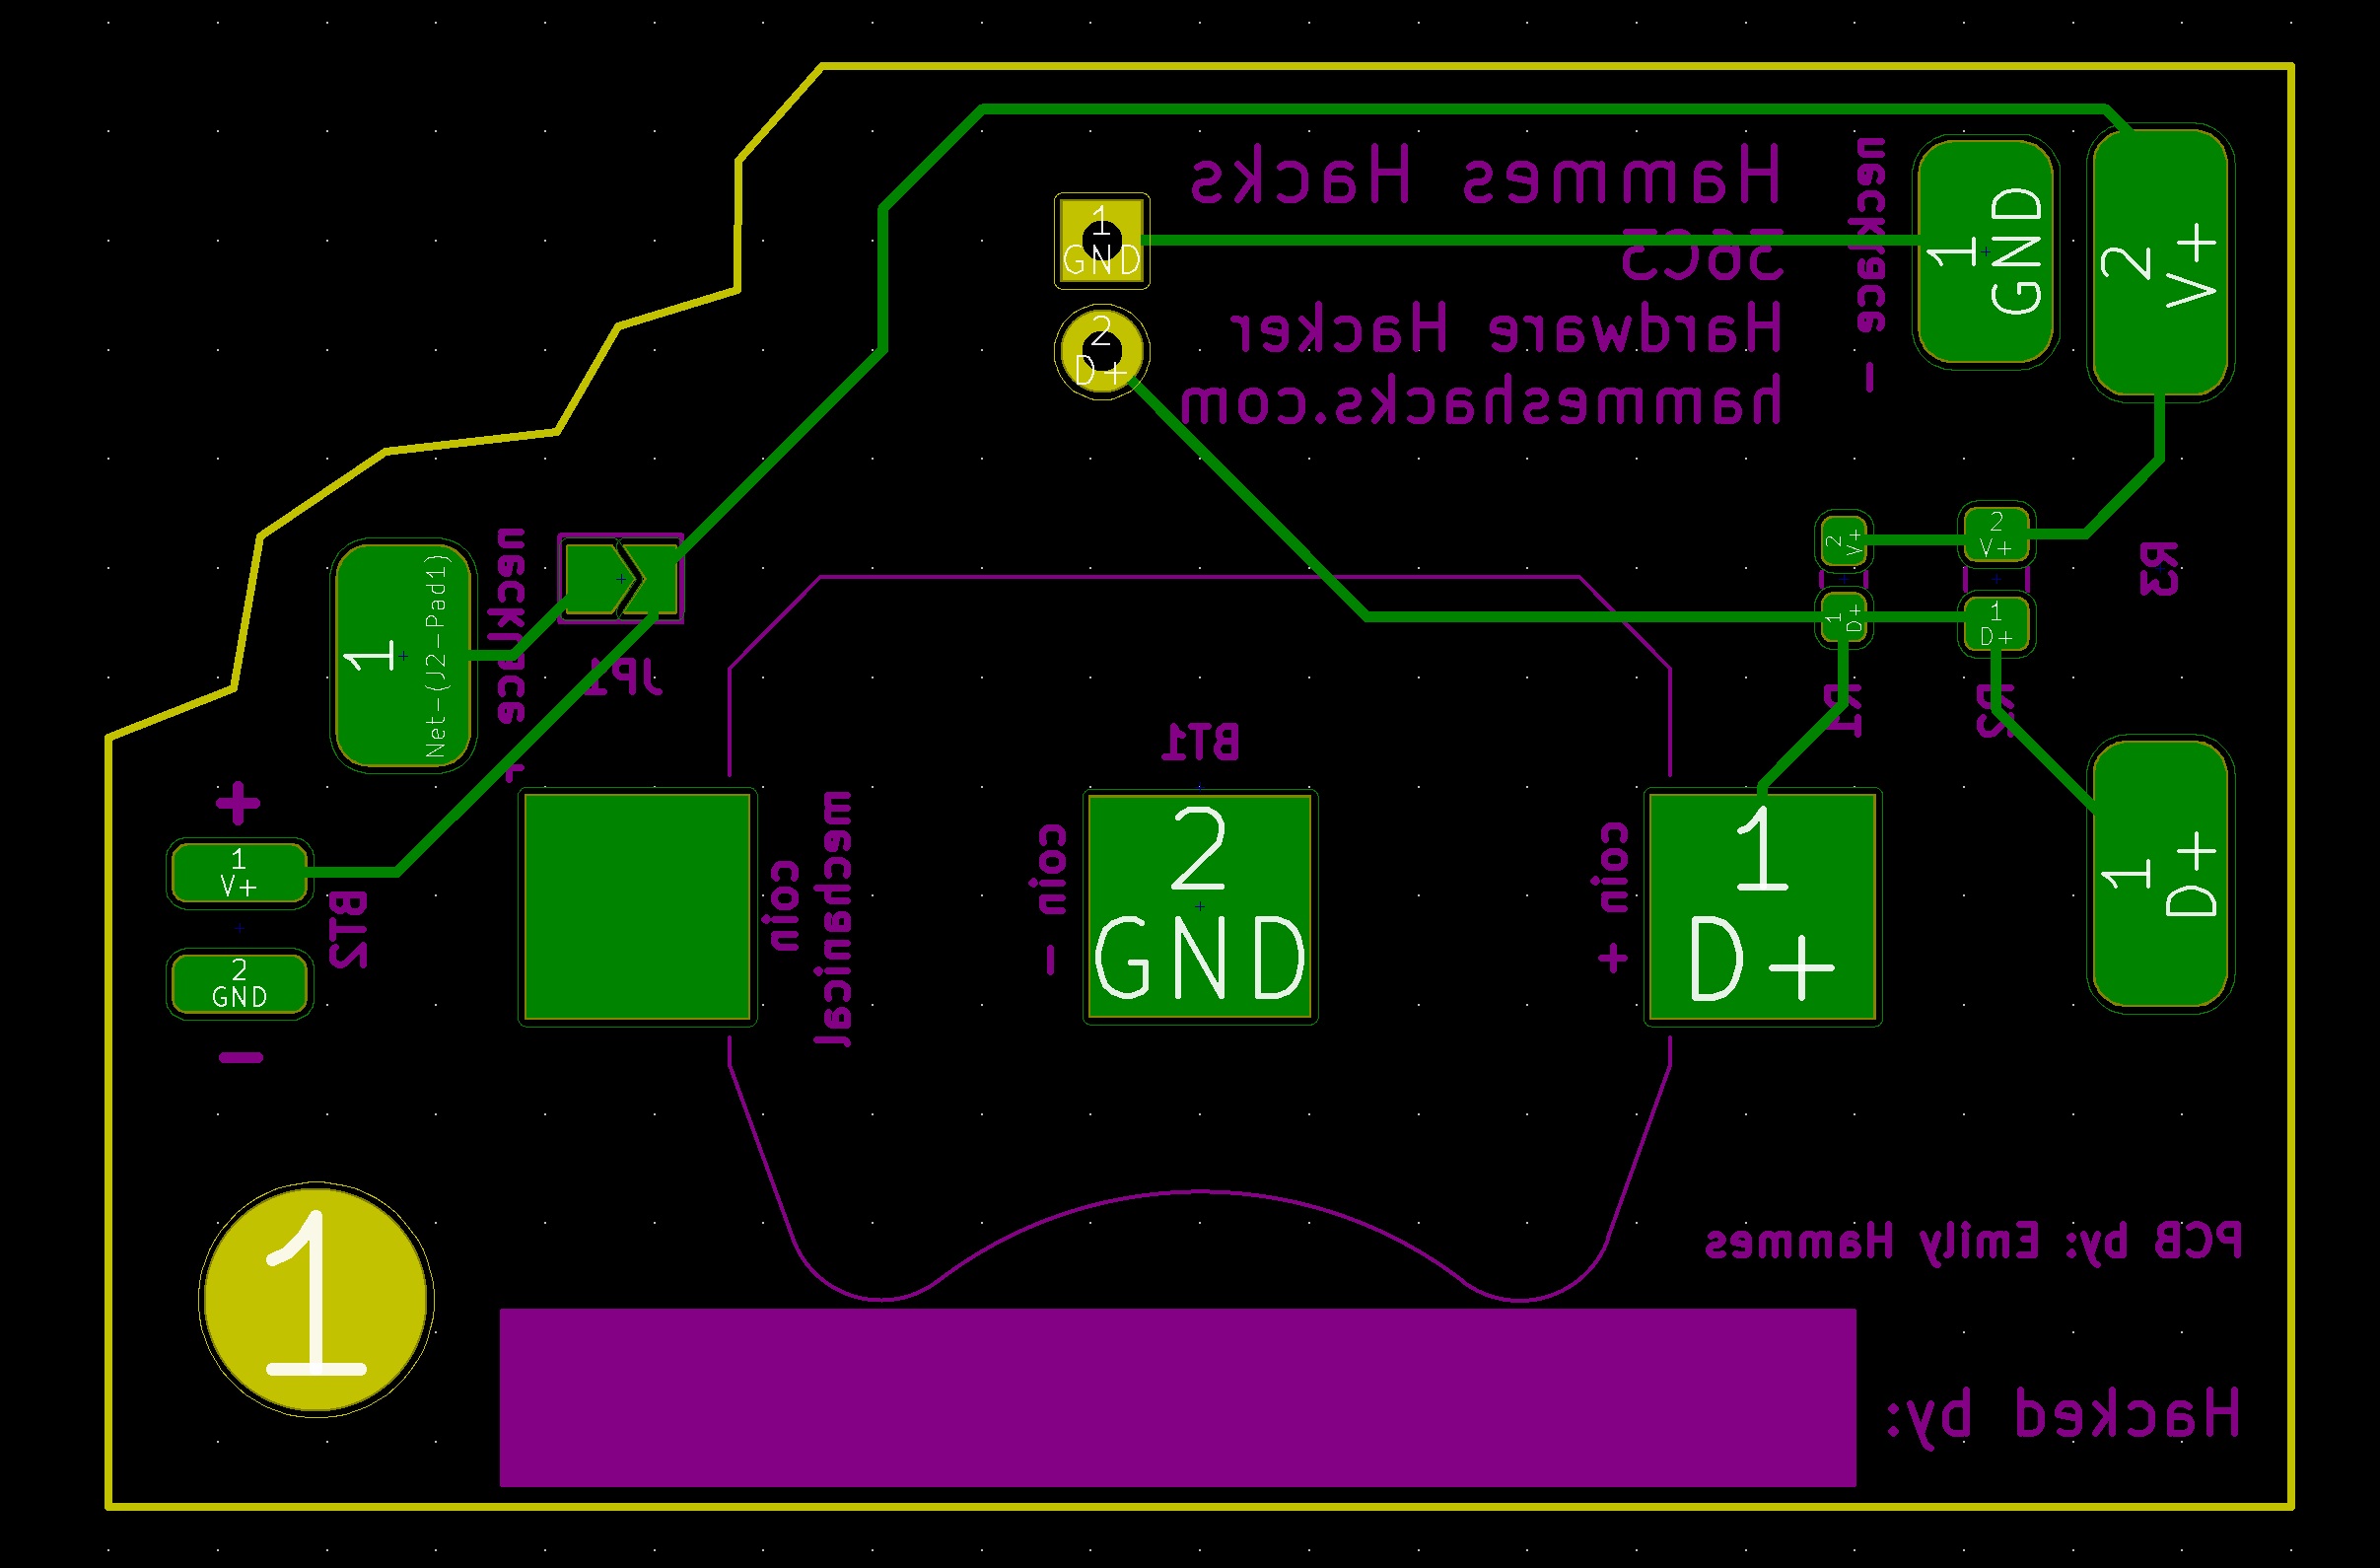 Hammes Hacks
56C5
Hardware Hacker
hammeshacks.com
1
GND
2
D+
necklace -
1
GND
2
V+
necklace +
1
Net-(J2-Pad1)
JP1
2
V+
1
D+
2
V+
1
D+
R1
R2
R3
BT1
+
1
V+
2
GND
-
BT2
mechanical
coin
coin -
2
GND
coin +
1
D+
1
D+
1
PCB by: Emily Hammes
Hacked by: